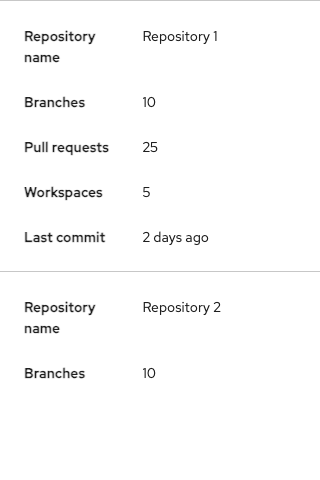 Repository Repository 1
name
Branches 10
Pull requests 25
Workspaces 5
Last commit 2 days ago
Repository Repository 2
name
Branches 10